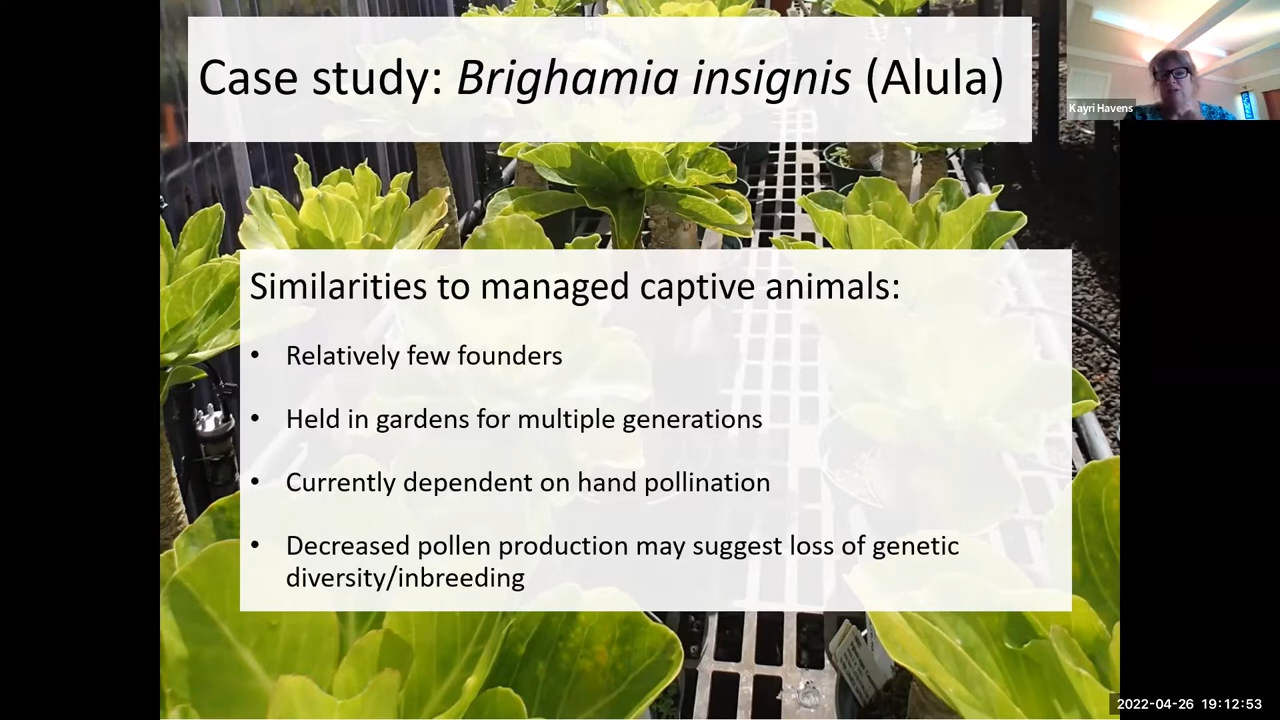 Case study: Brighamia insignis (Alula)
Kayri Havens
Similarities to managed captive animals:
• Relatively few founders
• Held in gardens for multiple generations
• Currently dependent on hand pollination
• Decreased pollen production may suggest loss of genetic
diversity/inbreeding
2022-04-26 19:12:53